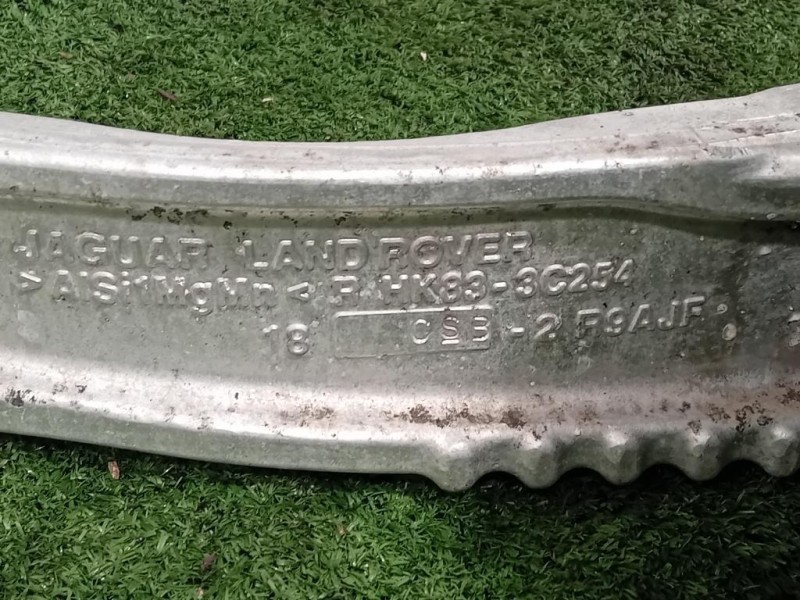 JAGUAR LAND ROVER
>AlSi1MgMn< R HK83-3C254
18 CSB -2 F9AJF